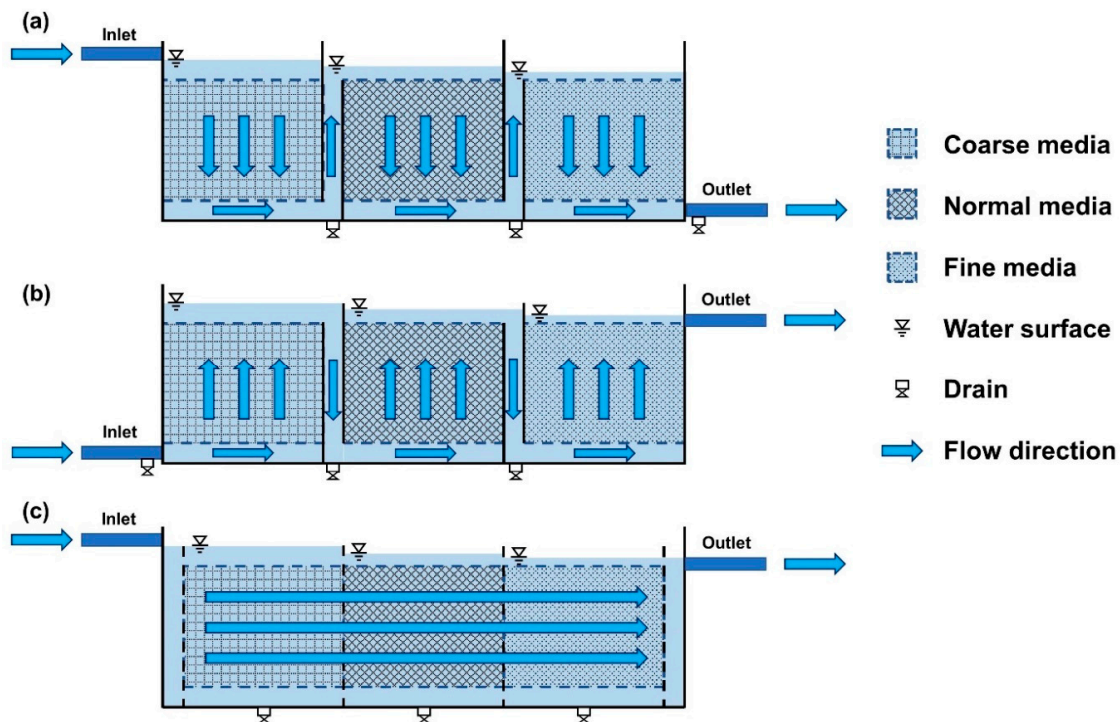 (a)
Inlet
Outlet
(b)
Inlet
Outlet
(c)
Inlet
Outlet
Coarse media
Normal media
Fine media
Water surface
Drain
Flow direction